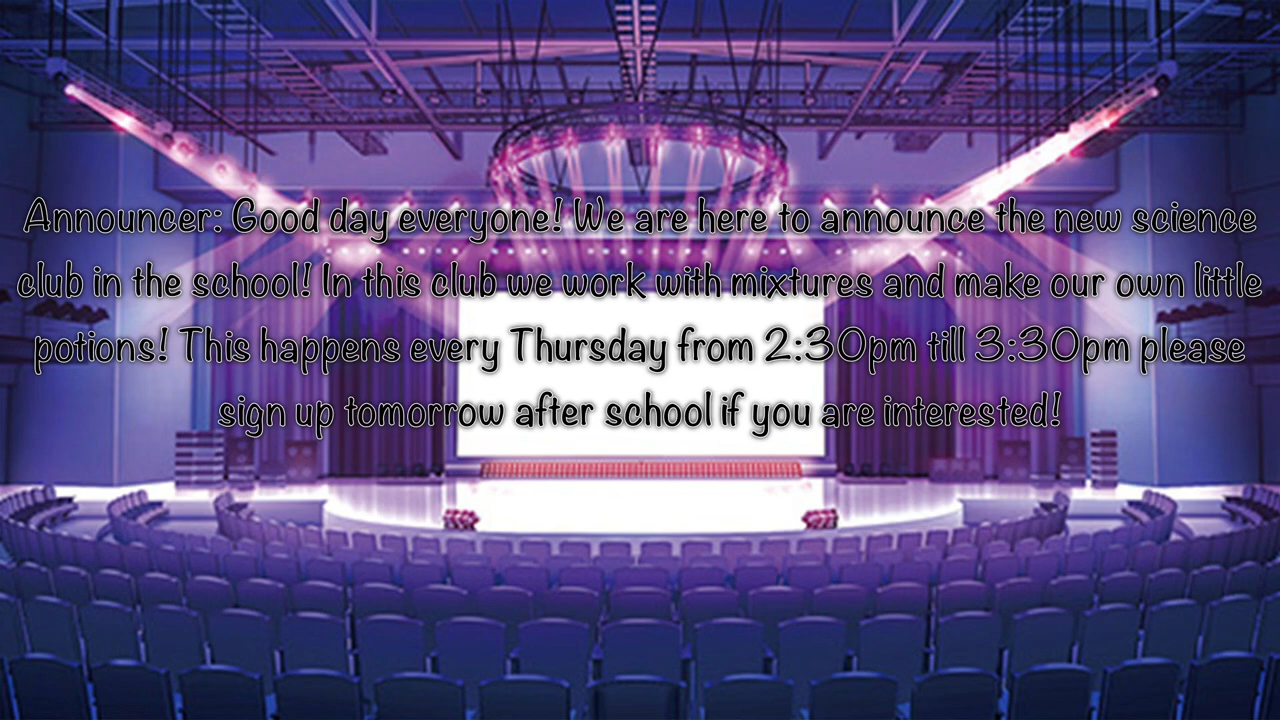 Announcer: Good day everyone! We are here to announce the new science
club in the school! In this club we work with mixtures and make our own little
potions! This happens every Thursday from 2:30pm till 3:30pm please
sign up tomorrow after school if you are interested!